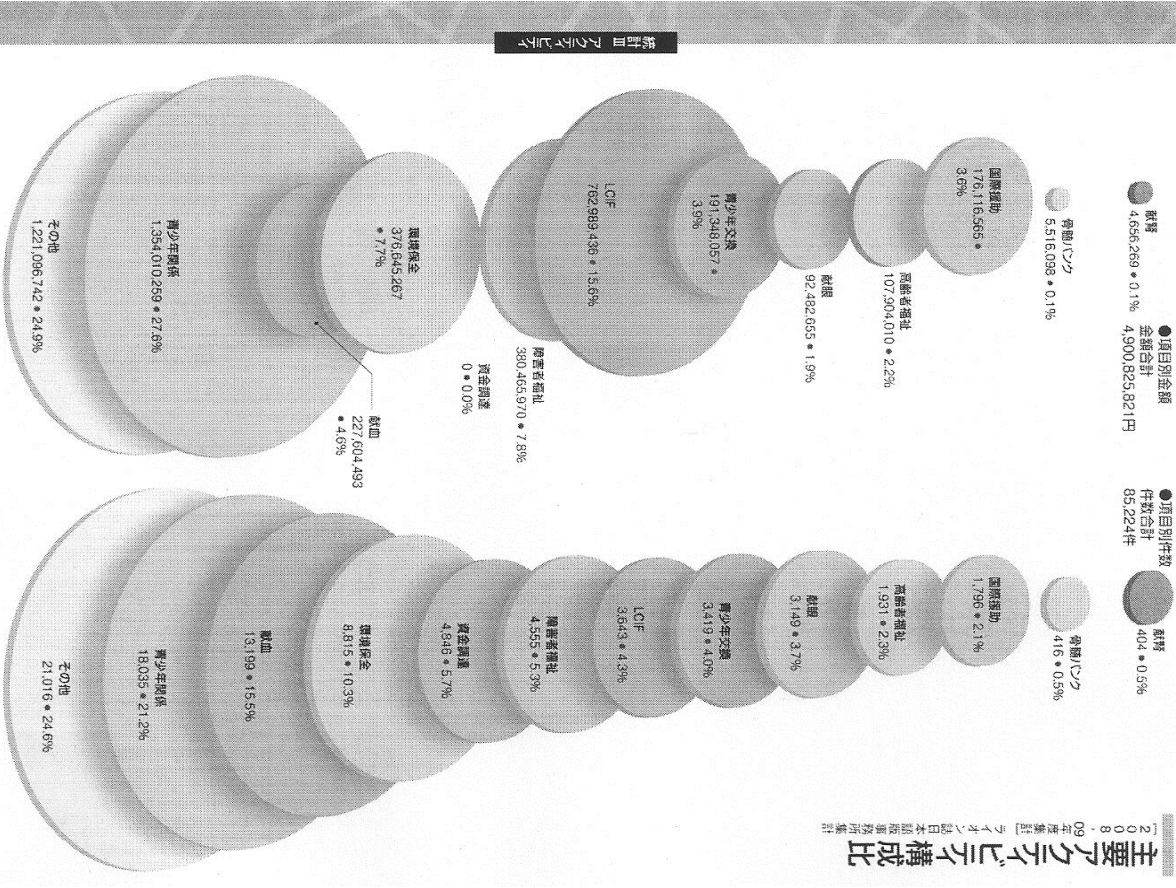 統計Ⅲ アクティビティ
主要アクティビティ構成比
［2008・09年度集計］ライオン誌日本語版事務所集計
●項目別金額
金額合計
4,900,825,821円
献腎
4,656,269 ● 0.1%
骨髄バンク
5,516,098 ● 0.1%
国際援助
176,116,565 ●
3.6%
高齢者福祉
107,904,010 ● 2.2%
献眼
92,482,655 ● 1.9%
青少年交換
191,348,057 ●
3.9%
LCIF
762,989,436 ● 15.6%
障害者福祉
380,465,970 ● 7.8%
資金調達
0 ● 0.0%
環境保全
376,645,267
● 7.7%
献血
227,604,493
● 4.6%
青少年関係
1,354,010,259 ● 27.6%
その他
1,221,096,742 ● 24.9%
●項目別件数
件数合計
85,224件
献腎
404 ● 0.5%
骨髄バンク
416 ● 0.5%
国際援助
1,796 ● 2.1%
高齢者福祉
1,931 ● 2.3%
献眼
3,149 ● 3.7%
青少年交換
3,419 ● 4.0%
LCIF
3,643 ● 4.3%
障害者福祉
4,555 ● 5.3%
資金調達
4,846 ● 5.7%
環境保全
8,815 ● 10.3%
献血
13,199 ● 15.5%
青少年関係
18,035 ● 21.2%
その他
21,016 ● 24.6%